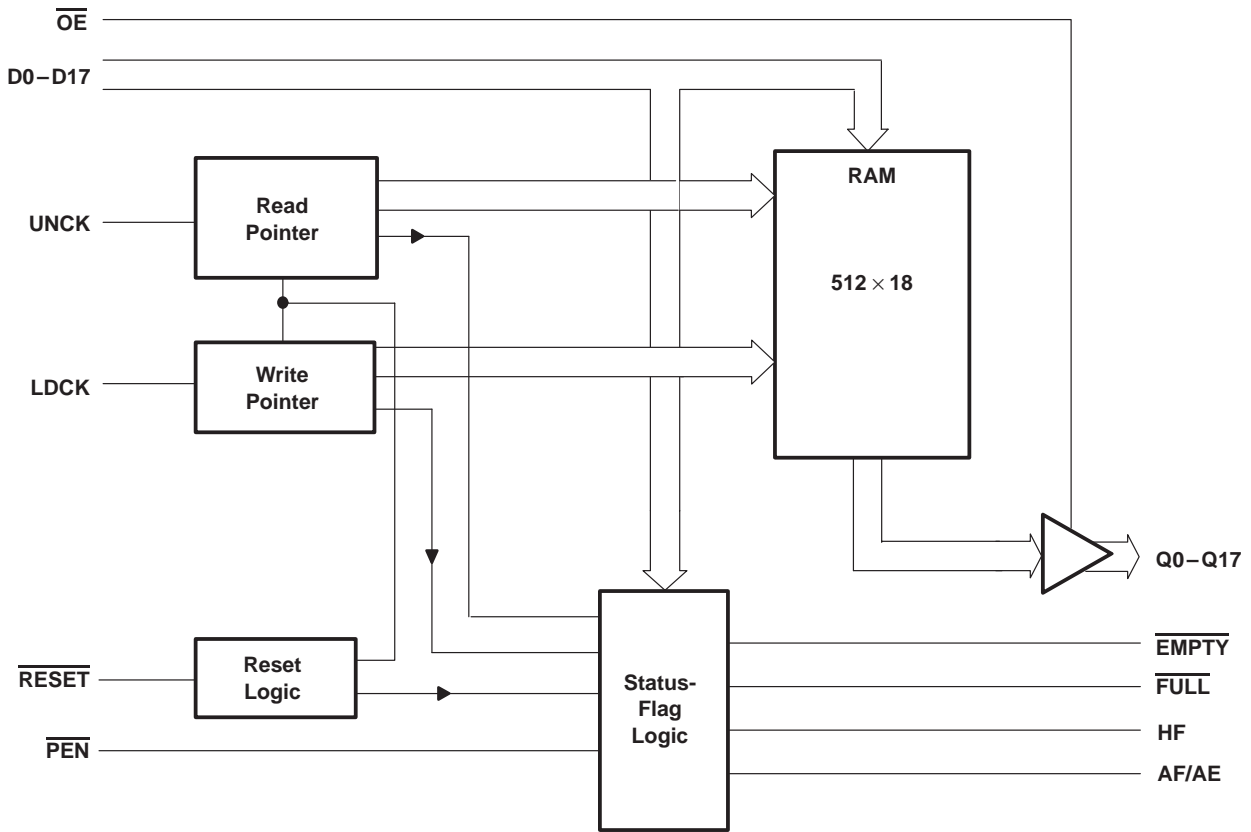 OE
D0–D17
RAM
Read
Pointer
UNCK
512 × 18
Write
Pointer
LDCK
Q0–Q17
EMPTY
Reset
Logic
RESET
Status-
Flag
Logic
FULL
HF
PEN
AF/AE